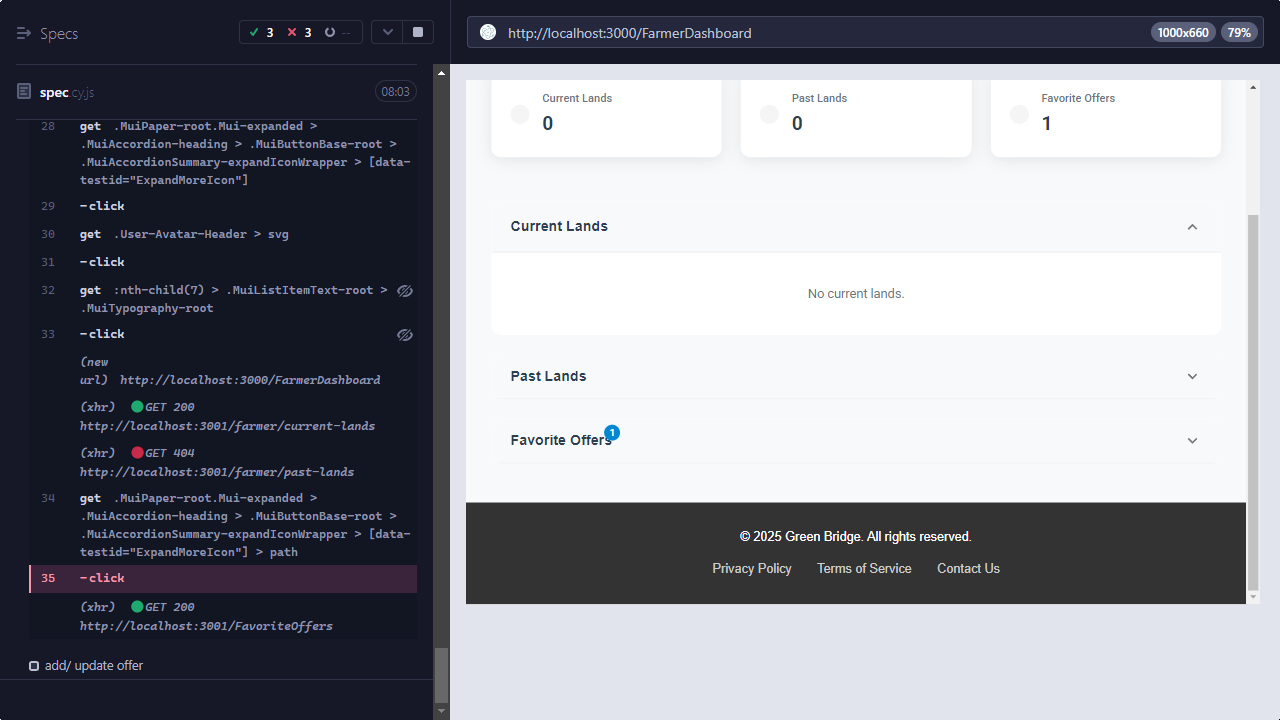 Specs
3 3 --
http://localhost:3000/FarmerDashboard
1000x660 79%
spec.cy.js 08:03
28 get .MuiPaper-root.Mui-expanded >
.MuiAccordion-heading > .MuiButtonBase-root >
.MuiAccordionSummary-expandIconWrapper > [data-
testid="ExpandMoreIcon"]
29 -click
30 get .User-Avatar-Header > svg
31 -click
32 get :nth-child(7) > .MuiListItemText-root >
.MuiTypography-root
33 -click
(new
url) http://localhost:3000/FarmerDashboard
(xhr) GET 200
http://localhost:3001/farmer/current-lands
(xhr) GET 404
http://localhost:3001/farmer/past-lands
34 get .MuiPaper-root.Mui-expanded >
.MuiAccordion-heading > .MuiButtonBase-root >
.MuiAccordionSummary-expandIconWrapper > [data-
testid="ExpandMoreIcon"] > path
35 -click
(xhr) GET 200
http://localhost:3001/FavoriteOffers
add/ update offer
Current Lands
0
Past Lands
0
Favorite Offers
1
Current Lands
No current lands.
Past Lands
Favorite Offers 1
© 2025 Green Bridge. All rights reserved.
Privacy Policy Terms of Service Contact Us